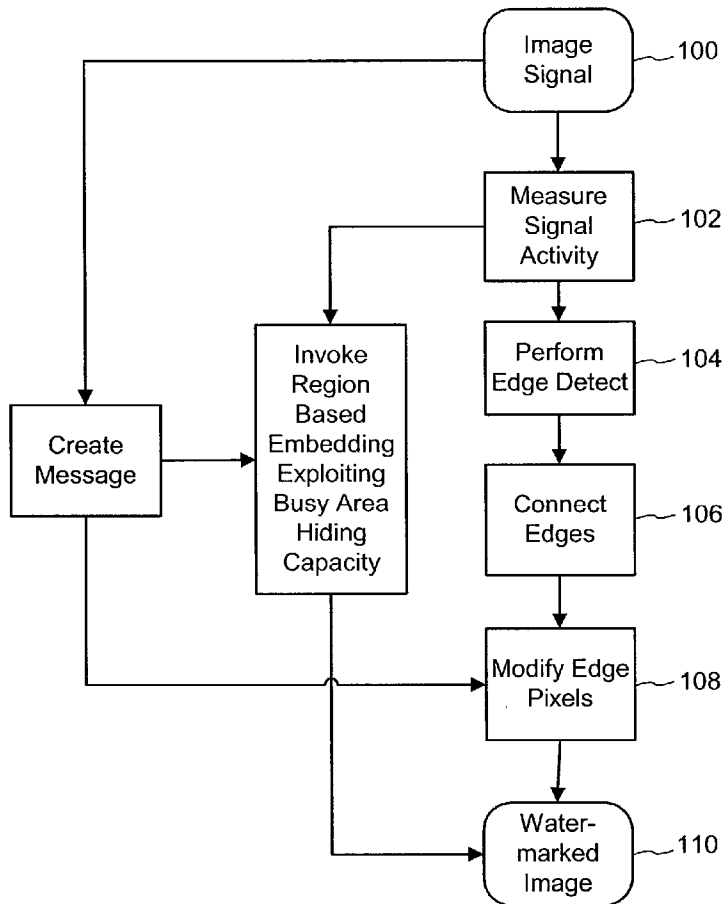 Image
Signal
100
Measure
Signal
Activity
102
Invoke
Region
Based
Embedding
Exploiting
Busy Area
Hiding
Capacity
Perform
Edge Detect
104
Create
Message
Connect
Edges
106
Modify Edge
Pixels
108
Water-
marked
Image
110